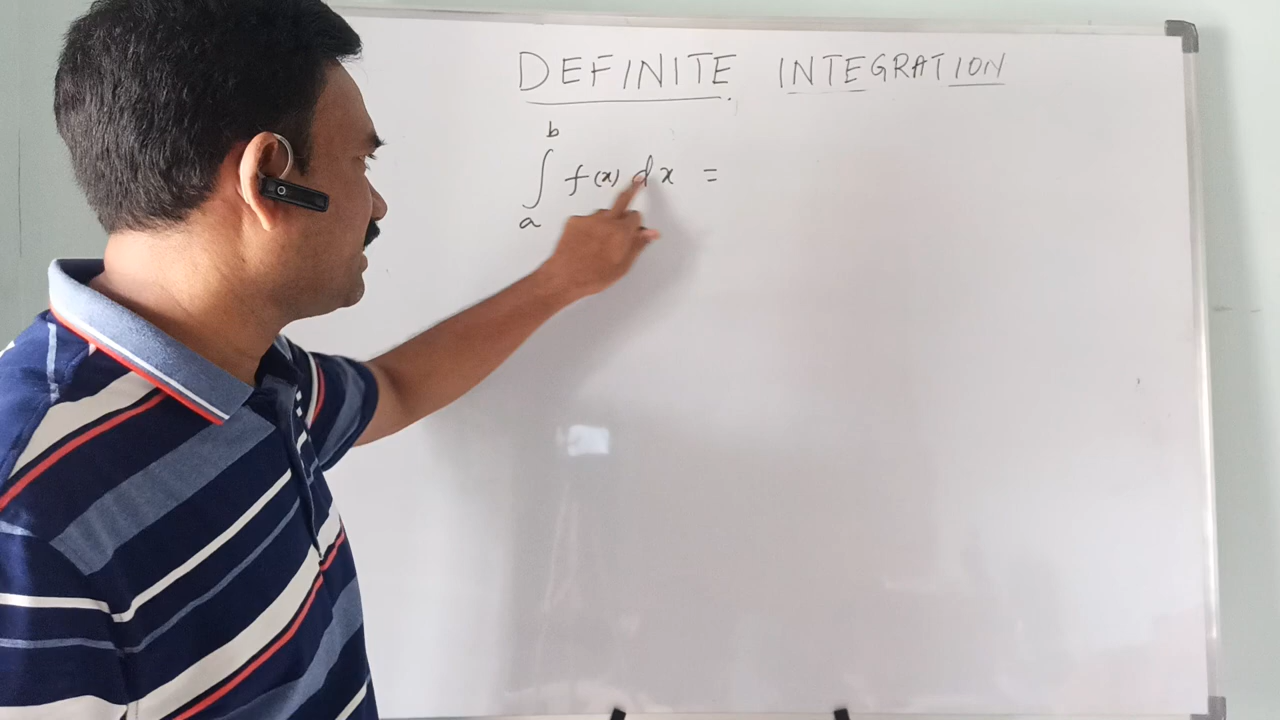 DEFINITE INTEGRATION
b
∫ f(x) dx =
a